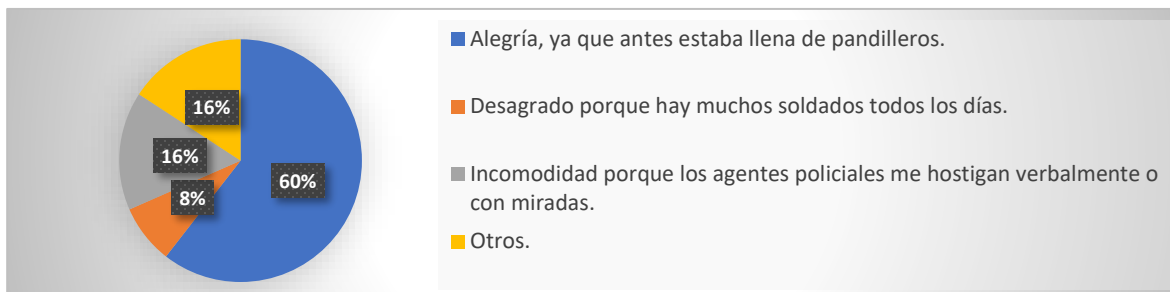 16%
16%
8%
60%
Alegría, ya que antes estaba llena de pandilleros.
Desagrado porque hay muchos soldados todos los días.
Incomodidad porque los agentes policiales me hostigan verbalmente o
con miradas.
Otros.